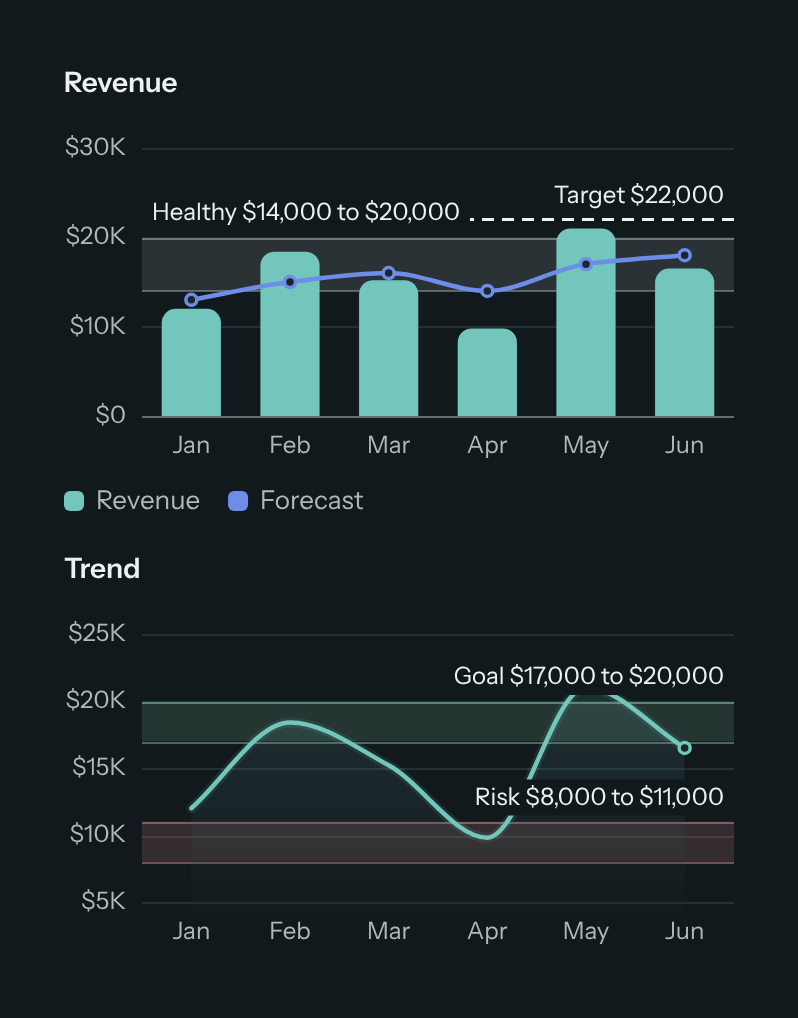 Revenue
$30K
Target $22,000
Healthy $14,000 to $20,000
$20K
$10K
$0
Jan Feb Mar Apr May Jun
Revenue Forecast
Trend
$25K
Goal $17,000 to $20,000
$20K
$15K
Risk $8,000 to $11,000
$10K
$5K
Jan Feb Mar Apr May Jun